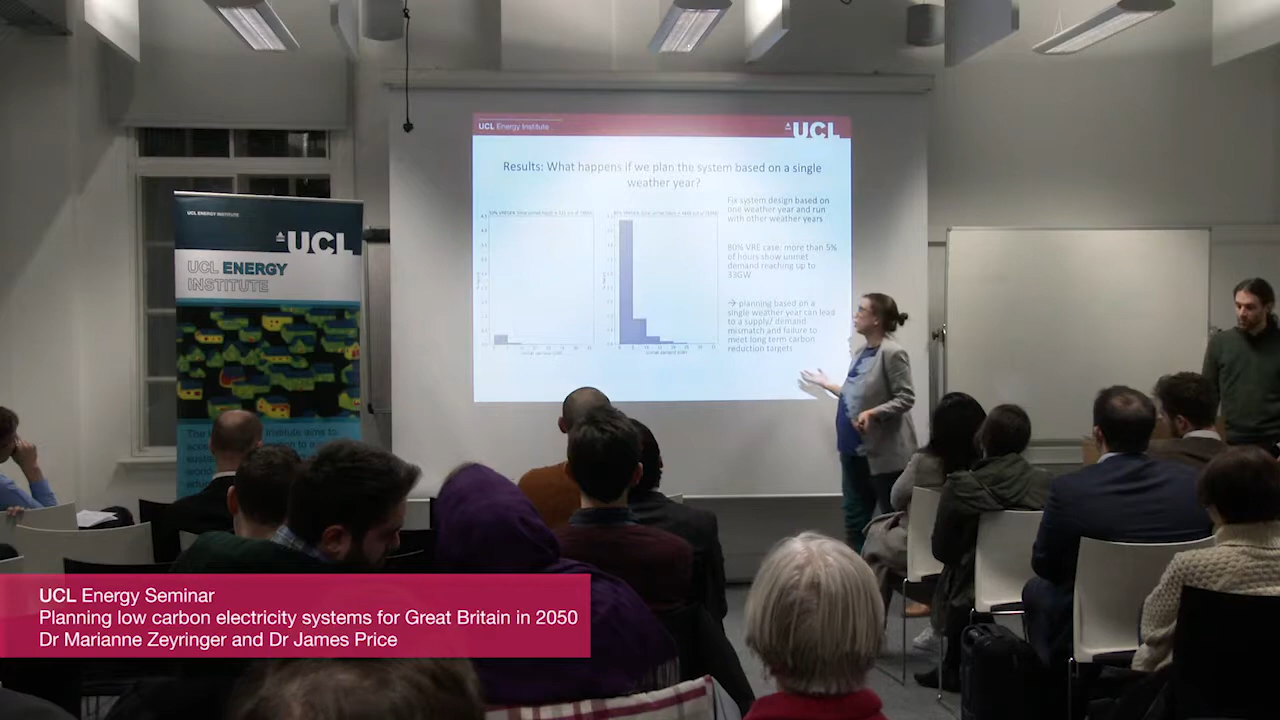 UCL Energy Institute
UCL
Results: What happens if we plan the system based on a single
weather year?
Fix system design based on
one weather year and run
with other weather years
80% VRE case: more than 5%
of hours show unmet
demand reaching up to
33GW
→ planning based on a
single weather year can lead
to a supply/ demand
mismatch and failure to
meet long term carbon
reduction targets
UCL ENERGY INSTITUTE
UCL
UCL ENERGY
INSTITUTE
UCL Energy Seminar
Planning low carbon electricity systems for Great Britain in 2050
Dr Marianne Zeyringer and Dr James Price